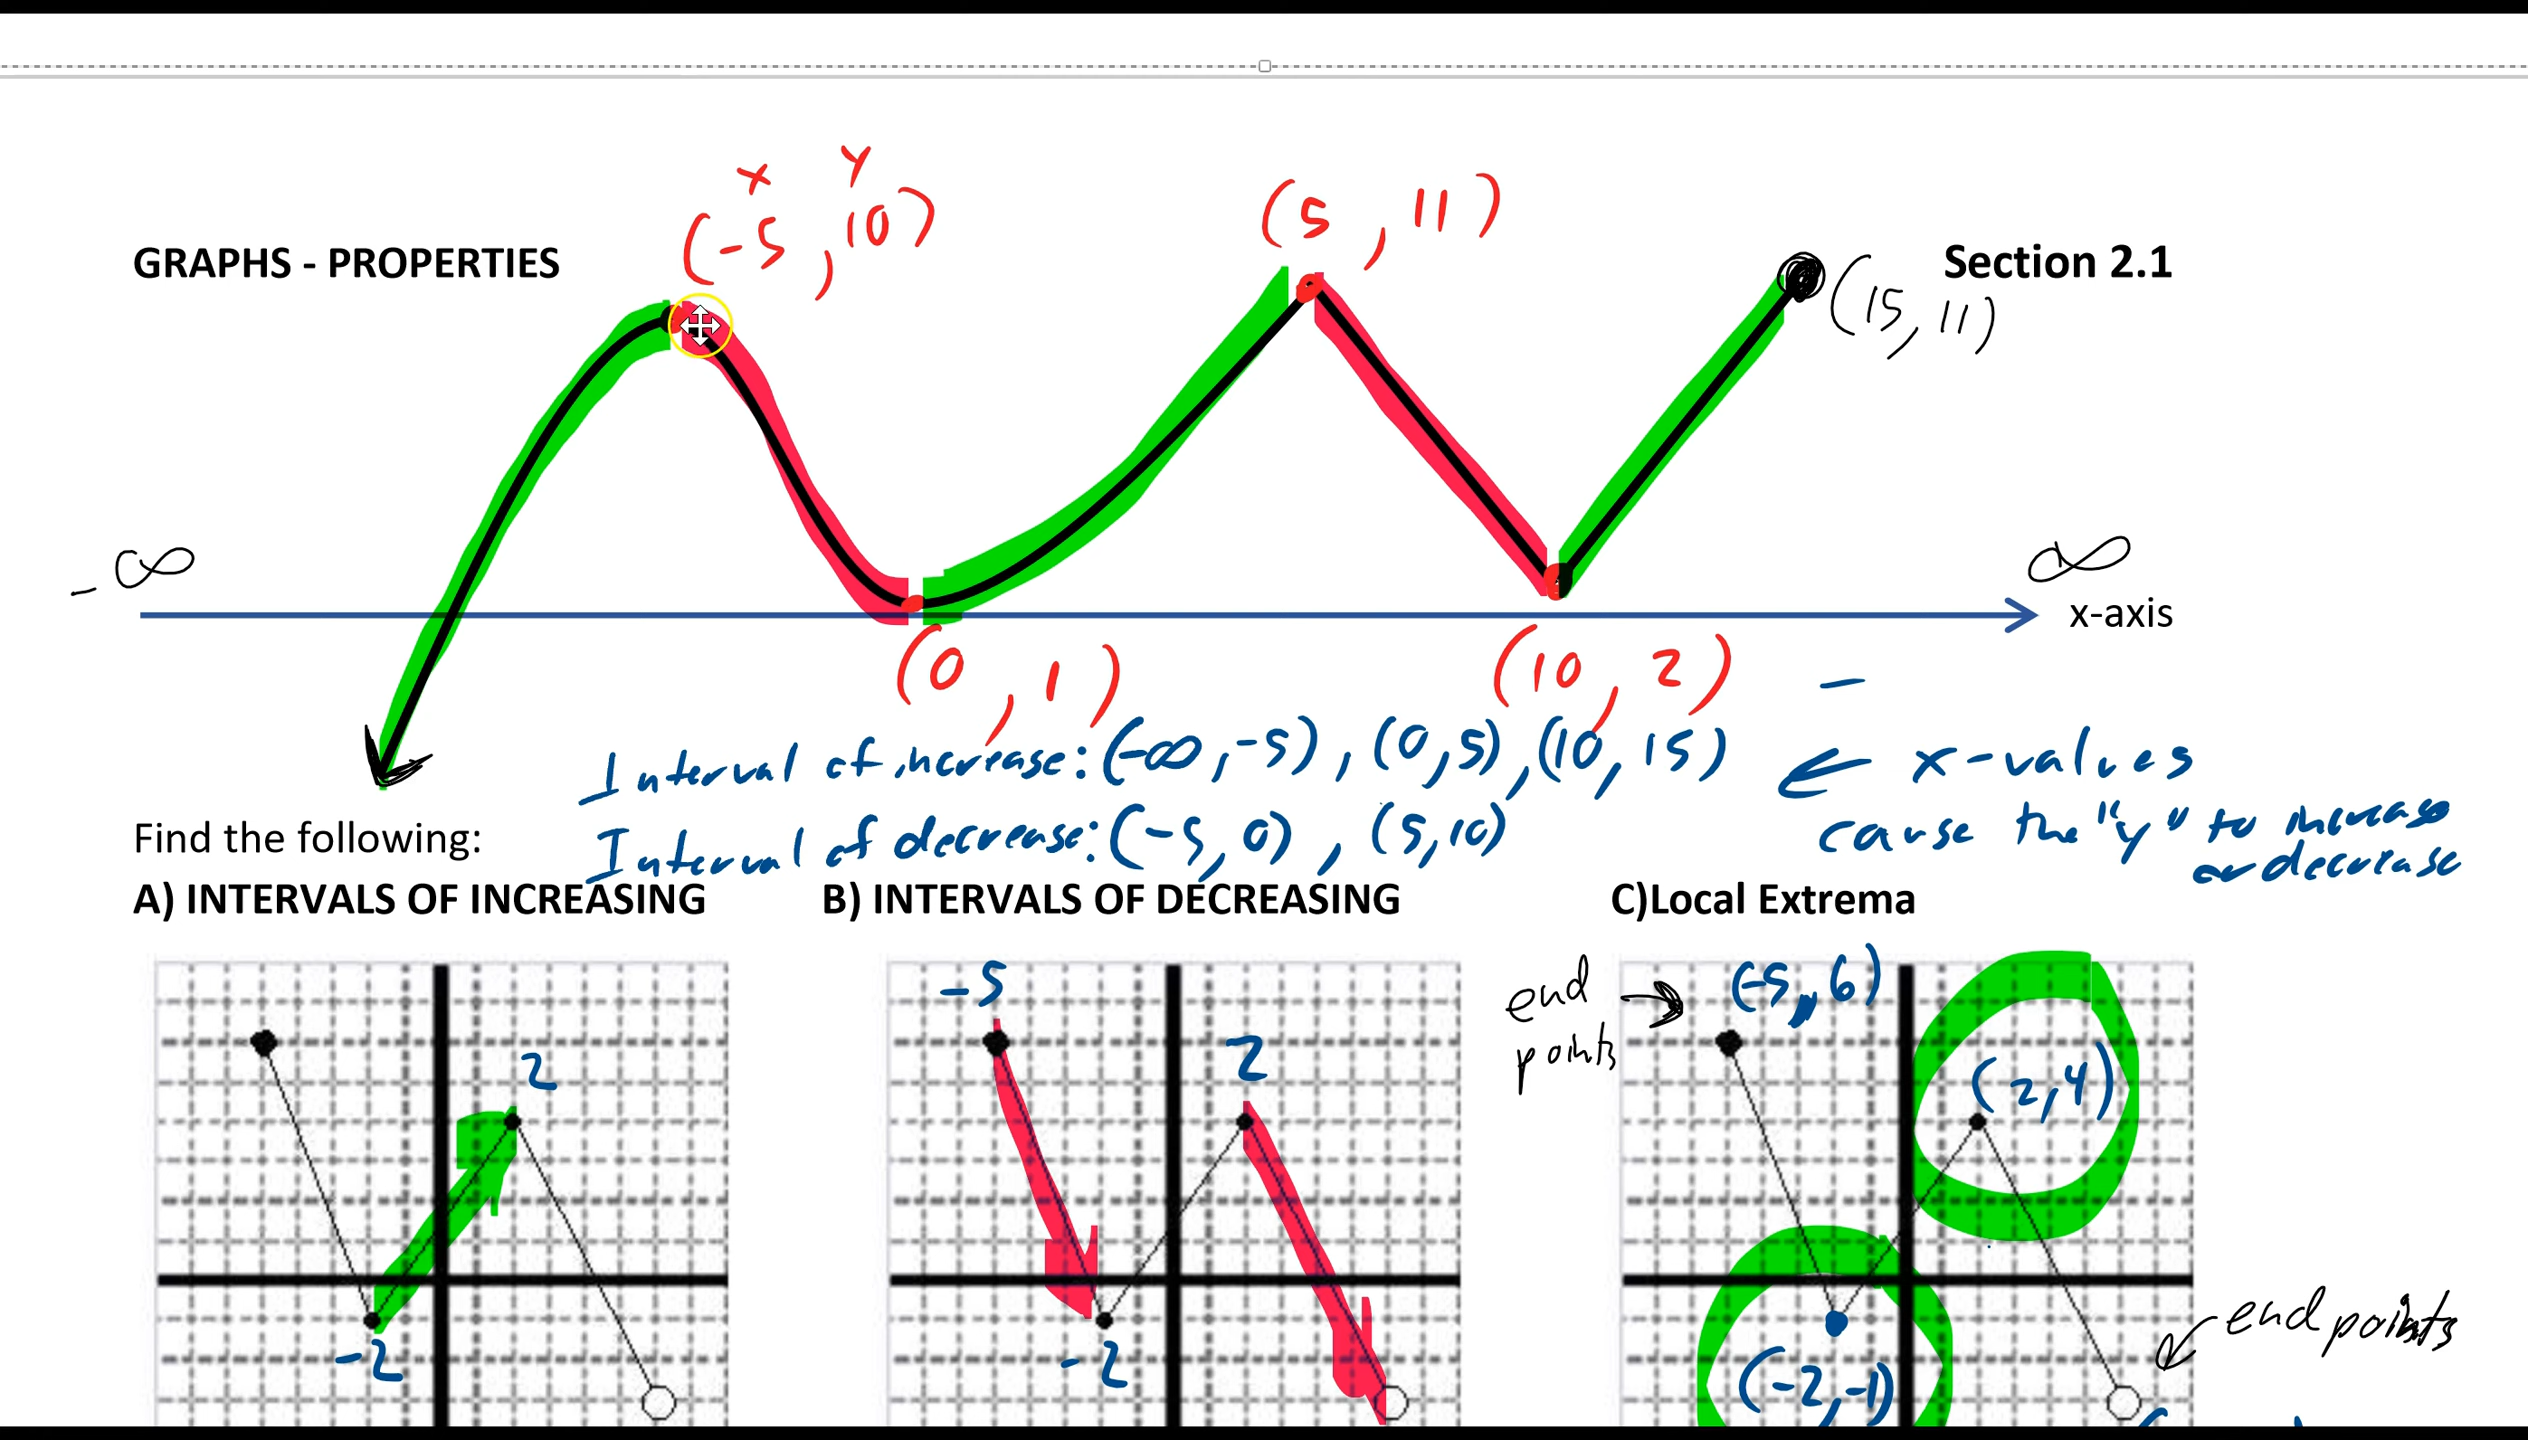 x y
(-5, 10)
(5, 11)
GRAPHS - PROPERTIES
Section 2.1
(15, 11)
-∞
∞
x-axis
(0, 1)
(10, 2)
Interval of increase: (-∞, -5), (0, 5), (10, 15) ← x-values
cause the "y" to increase
or decrease
Interval of decrease: (-5, 0), (5, 10)
Find the following:
A) INTERVALS OF INCREASING
B) INTERVALS OF DECREASING
C)Local Extrema
2
-2
-5
2
-2
end
points
(-5, 6)
(2, 4)
(-2, -1)
end points